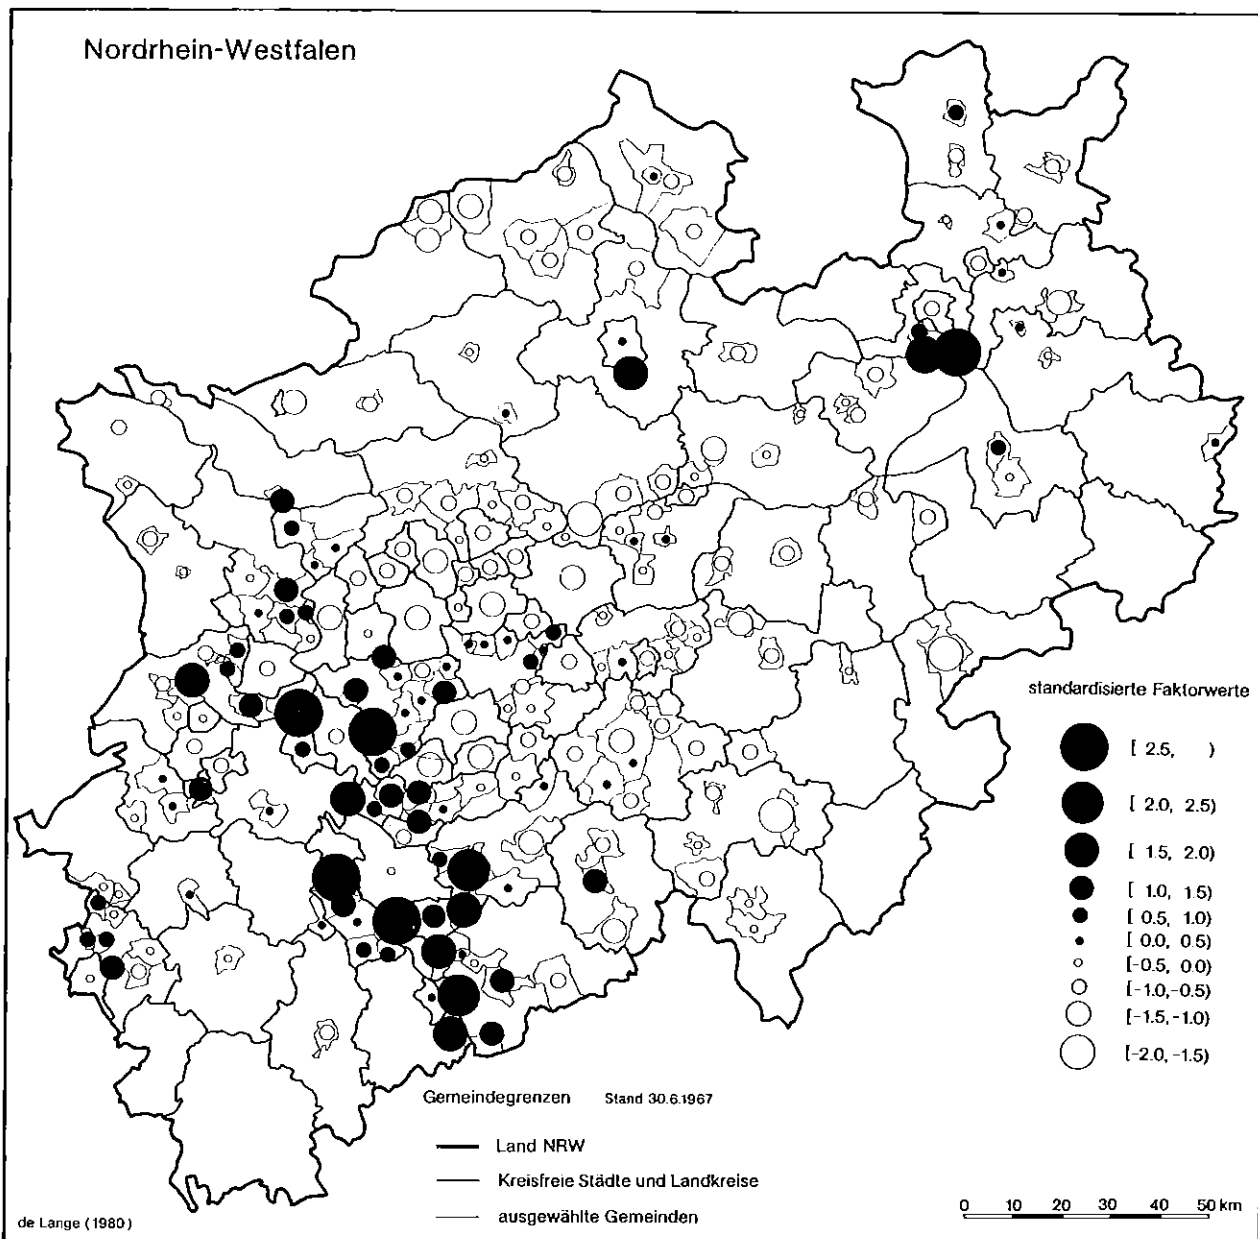 Nordrhein-Westfalen
standardisierte Faktorwerte
[ 2.5,    )
[ 2.0, 2.5)
[ 1.5, 2.0)
[ 1.0, 1.5)
[ 0.5, 1.0)
[ 0.0, 0.5)
[-0.5, 0.0)
[-1.0,-0.5)
[-1.5,-1.0)
[-2.0,-1.5)
Gemeindegrenzen Stand 30.6.1967
Land NRW
Kreisfreie Städte und Landkreise
ausgewählte Gemeinden
0 10 20 30 40 50 km
de Lange (1980)